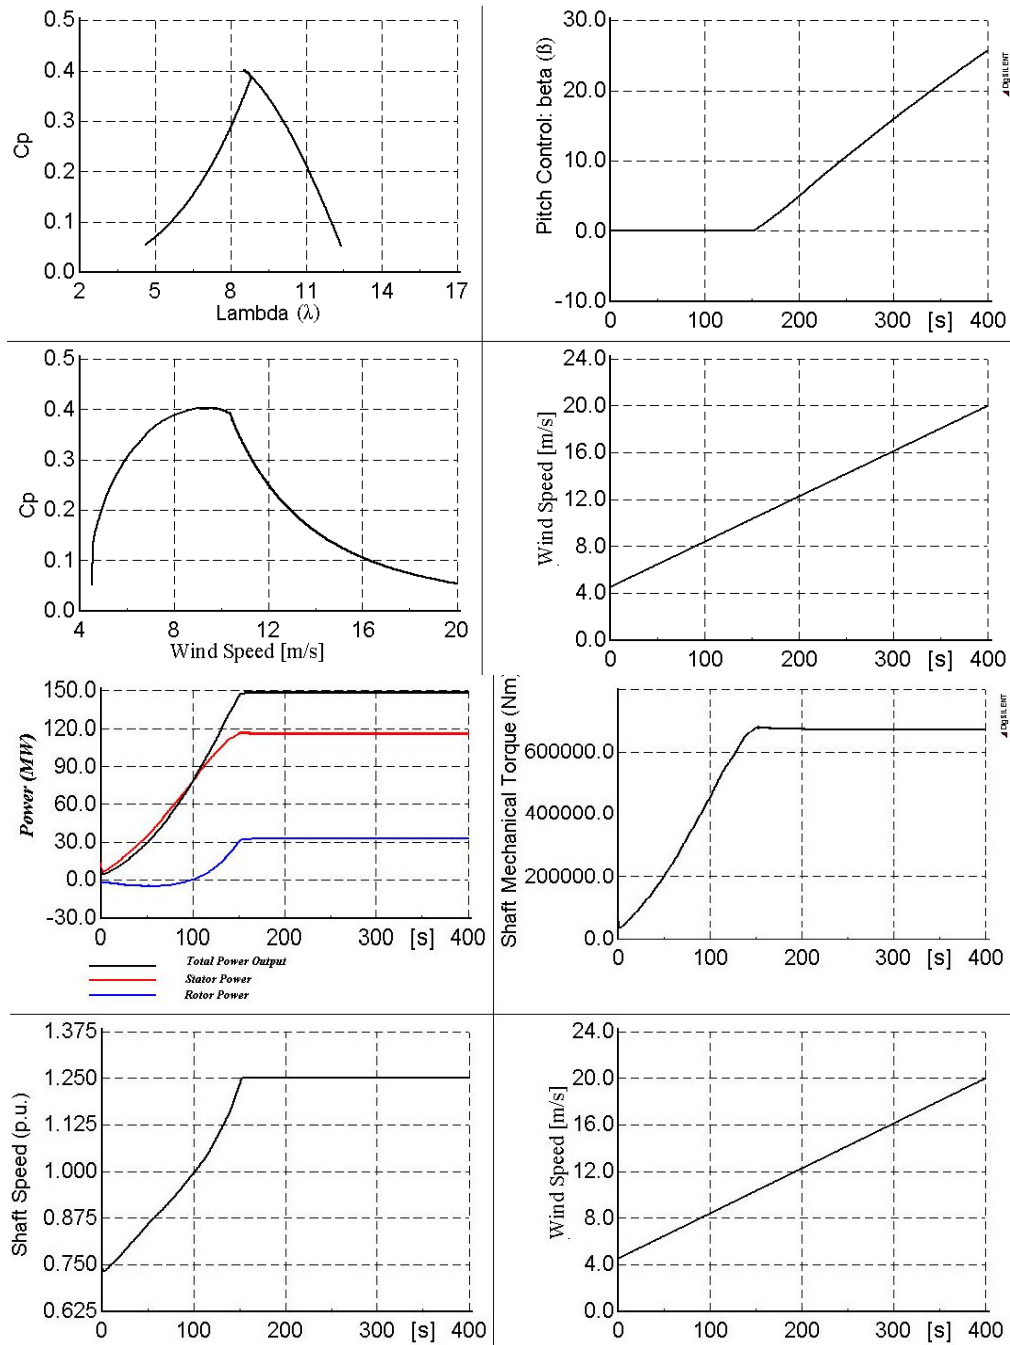 0.5
0.4
0.3
0.2
0.1
0.0
Cp
2 5 8 11 14 17
Lambda (λ)
30.0
20.0
10.0
0.0
-10.0
Pitch Control: beta (ß)
0 100 200 300 [s] 400
DIgSILENT
0.5
0.4
0.3
0.2
0.1
0.0
Cp
4 8 12 16 20
Wind Speed [m/s]
24.0
20.0
16.0
12.0
8.0
4.0
0.0
Wind Speed [m/s]
0 100 200 300 [s] 400
150.0
120.0
90.0
60.0
30.0
0.0
-30.0
Power (MW)
0 100 200 300 [s] 400
Total Power Output
Stator Power
Rotor Power
600000.0
400000.0
200000.0
0.0
Shaft Mechanical Torque (Nm)
0 100 200 300 [s] 400
DIgSILENT
1.375
1.250
1.125
1.000
0.875
0.750
0.625
Shaft Speed (p.u.)
0 100 200 300 [s] 400
24.0
20.0
16.0
12.0
8.0
4.0
0.0
Wind Speed [m/s]
0 100 200 300 [s] 400